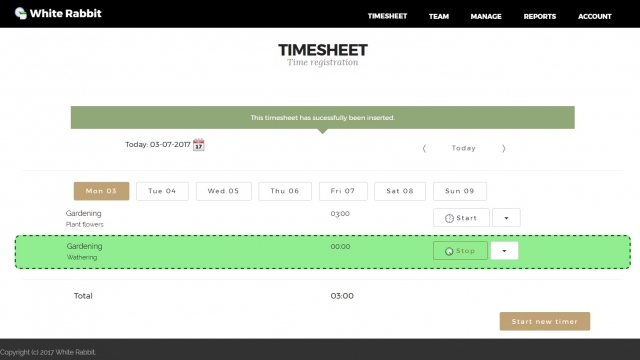 White Rabbit
TIMESHEET TEAM MANAGE REPORTS ACCOUNT
TIMESHEET
Time registration
This timesheet has sucessfully been inserted.
Today: 03-07-2017 17 Today
Mon 03 Tue 04 Wed 05 Thu 06 Fri 07 Sat 08 Sun 09
Gardening 03:00 Start
Plant flowers
Gardening 00:00 Stop
Wathering
Total 03:00
Start new timer
Copyright (c) 2017 White Rabbit.